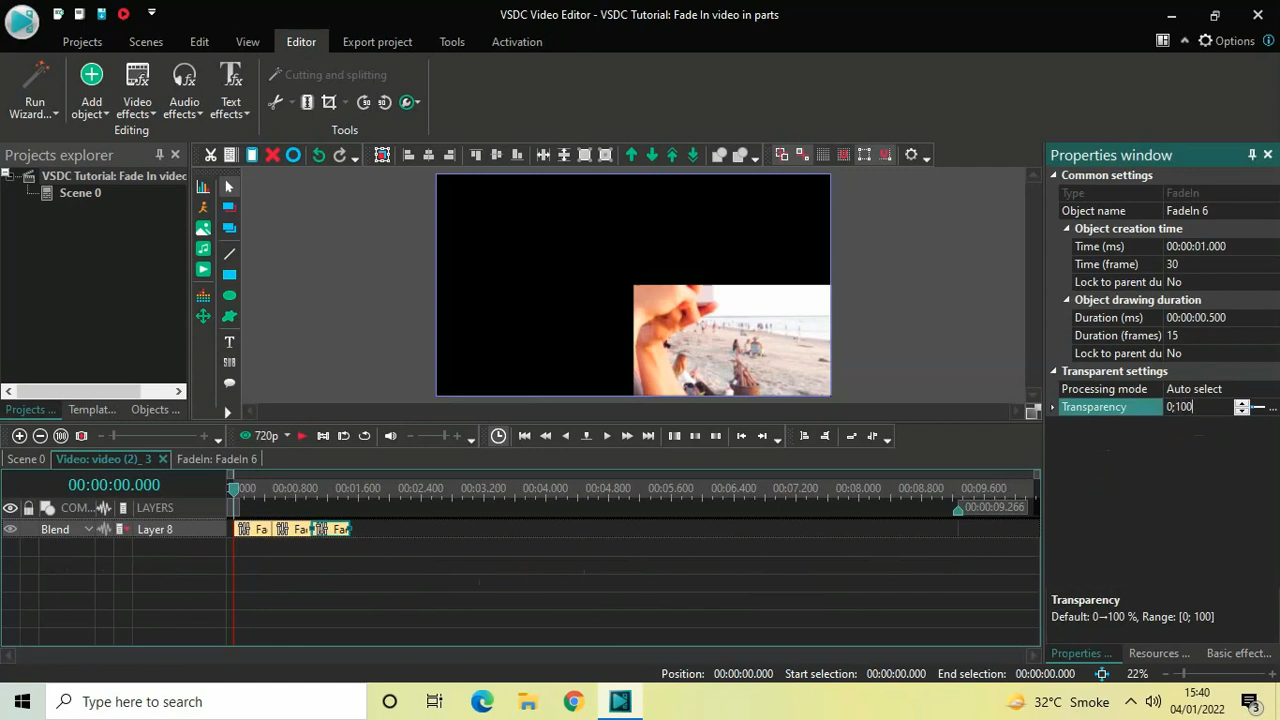 VSDC Video Editor - VSDC Tutorial: Fade In video in parts
Projects Scenes Edit View Editor Export project Tools Activation
Options
Run Wizard...
Add object
Video effects
Audio effects
Text effects
Editing
Cutting and splitting
Tools
Projects explorer
VSDC Tutorial: Fade In video
Scene 0
Projects ... Templat... Objects ...
Properties window
Common settings
Type FadeIn
Object name FadeIn 6
Object creation time
Time (ms) 00:00:01.000
Time (frame) 30
Lock to parent du No
Object drawing duration
Duration (ms) 00:00:00.500
Duration (frames) 15
Lock to parent du No
Transparent settings
Processing mode Auto select
Transparency 0;100 ...
Transparency
Default: 0→100 %, Range: [0; 100]
Properties ... Resources ... Basic effect...
720p
Scene 0 Video: video (2)_ 3 FadeIn: FadeIn 6
00:00:00.000
000 00:00.800 00:01.600 00:02.400 00:03.200 00:04.000 00:04.800 00:05.600 00:06.400 00:07.200 00:08.000 00:08.800 00:09.600
00:00:09.266
COM... LAYERS
Blend Layer 8
Fa Fa Fa
Position: 00:00:00.000 Start selection: 00:00:00.000 End selection: 00:00:00.000 22%
Type here to search
32°C Smoke
15:40
04/01/2022
3